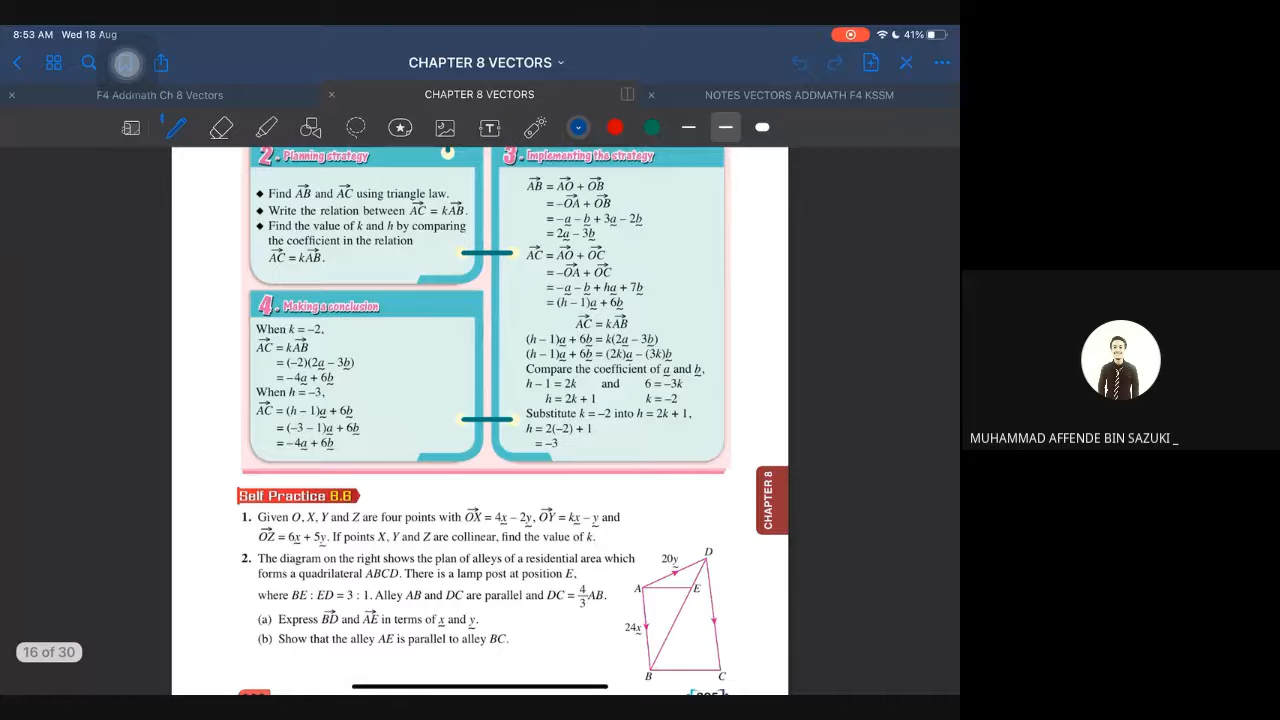 8:53 AM Wed 18 Aug
41%
CHAPTER 8 VECTORS
F4 Addmath Ch 8 Vectors
CHAPTER 8 VECTORS
NOTES VECTORS ADDMATH F4 KSSM
2. Planning strategy
◆ Find AB⃗ and AC⃗ using triangle law.
◆ Write the relation between AC⃗ = kAB⃗.
◆ Find the value of k and h by comparing
the coefficient in the relation
AC⃗ = kAB⃗.
4. Making a conclusion
When k = –2,
AC⃗ = kAB⃗
= (–2)(2a̰ – 3b̰)
= –4a̰ + 6b̰
When h = –3,
AC⃗ = (h – 1)a̰ + 6b̰
= (–3 – 1)a̰ + 6b̰
= –4a̰ + 6b̰
3. Implementing the strategy
AB⃗ = AO⃗ + OB⃗
= –OA⃗ + OB⃗
= –a̰ – b̰ + 3a̰ – 2b̰
= 2a̰ – 3b̰
AC⃗ = AO⃗ + OC⃗
= –OA⃗ + OC⃗
= –a̰ – b̰ + ha̰ + 7b̰
= (h – 1)a̰ + 6b̰
AC⃗ = kAB⃗
(h – 1)a̰ + 6b̰ = k(2a̰ – 3b̰)
(h – 1)a̰ + 6b̰ = (2k)a̰ – (3k)b̰
Compare the coefficient of a̰ and b̰,
h – 1 = 2k and 6 = –3k
h = 2k + 1 k = –2
Substitute k = –2 into h = 2k + 1,
h = 2(–2) + 1
= –3
CHAPTER 8
Self Practice 8.6
1. Given O, X, Y and Z are four points with OX⃗ = 4x̰ – 2y̰, OY⃗ = kx̰ – y̰ and
OZ⃗ = 6x̰ + 5y̰. If points X, Y and Z are collinear, find the value of k.
2. The diagram on the right shows the plan of alleys of a residential area which
forms a quadrilateral ABCD. There is a lamp post at position E,
where BE : ED = 3 : 1. Alley AB and DC are parallel and DC = 4/3 AB.
(a) Express BD⃗ and AE⃗ in terms of x̰ and y̰.
(b) Show that the alley AE is parallel to alley BC.
D
20y̰
A
E
24x̰
B
C
16 of 30
MUHAMMAD AFFENDE BIN SAZUKI _